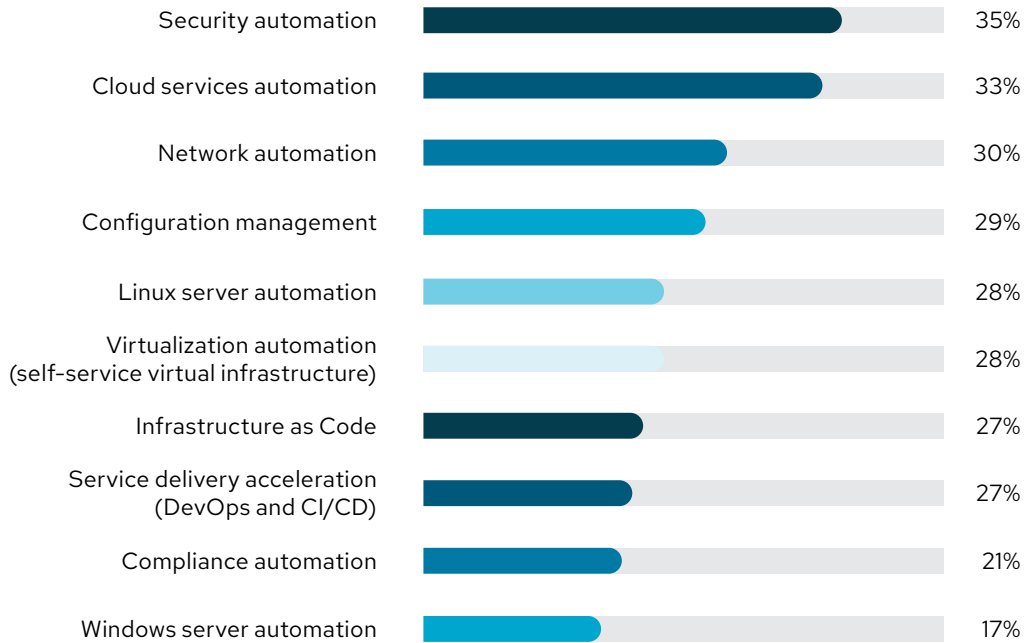 Security automation 35%
Cloud services automation 33%
Network automation 30%
Configuration management 29%
Linux server automation 28%
Virtualization automation
(self-service virtual infrastructure) 28%
Infrastructure as Code 27%
Service delivery acceleration
(DevOps and CI/CD) 27%
Compliance automation 21%
Windows server automation 17%